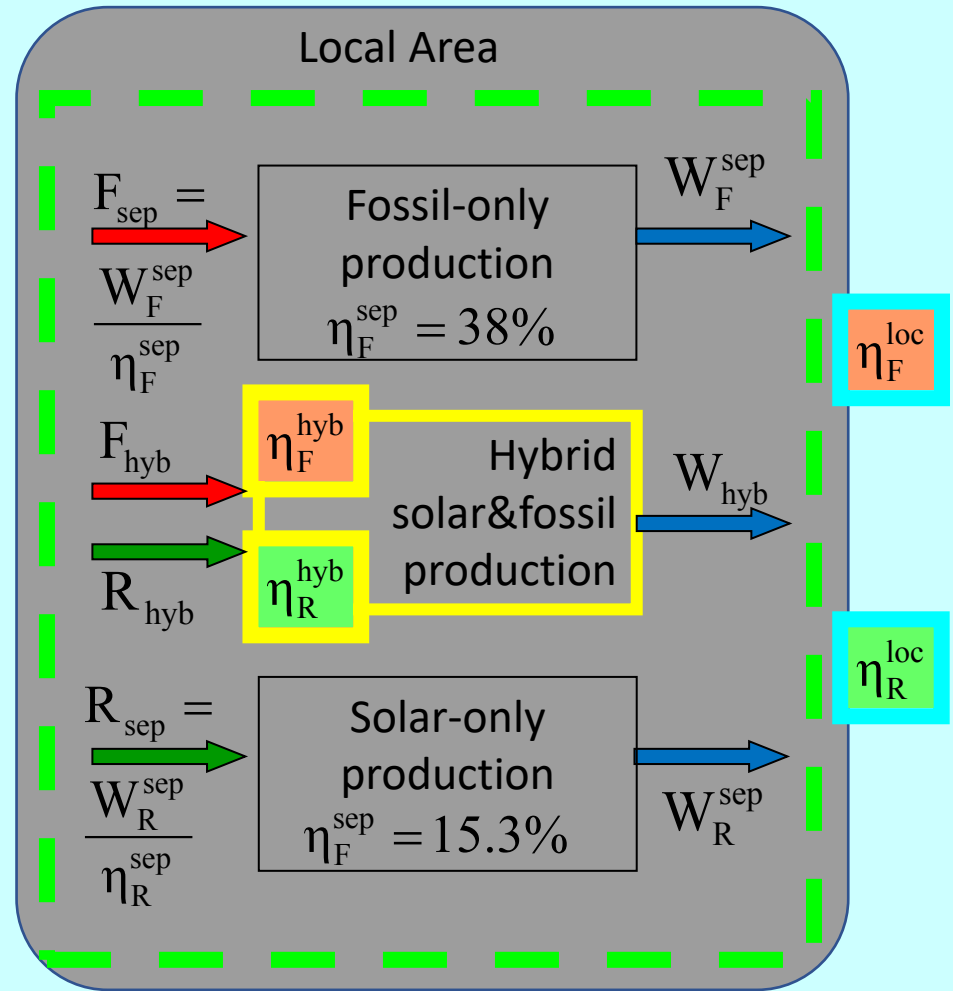 Local Area
F_sep =
W_F^sep
η_F^sep
Fossil-only
production
η_F^sep = 38%
W_F^sep
η_F^loc
F_hyb
R_hyb
η_F^hyb
η_R^hyb
Hybrid
solar&fossil
production
W_hyb
η_R^loc
R_sep =
W_R^sep
η_R^sep
Solar-only
production
η_F^sep = 15.3%
W_R^sep